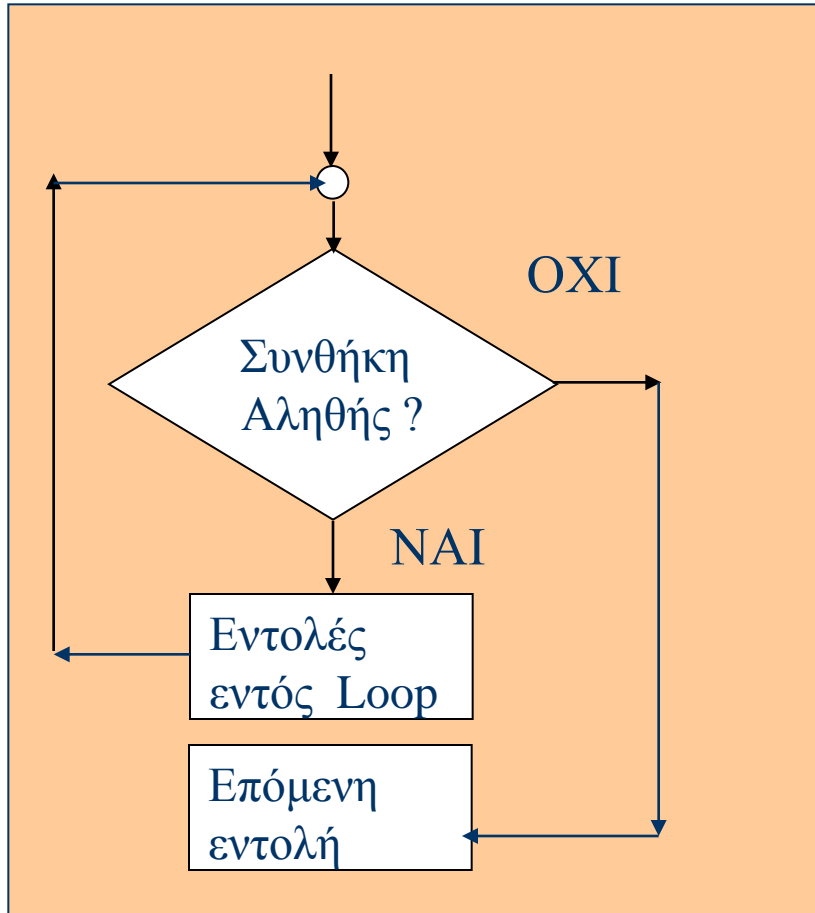 ΟΧΙ
Συνθήκη
Αληθής ?
ΝΑΙ
Εντολές
εντός Loop
Επόμενη
εντολή